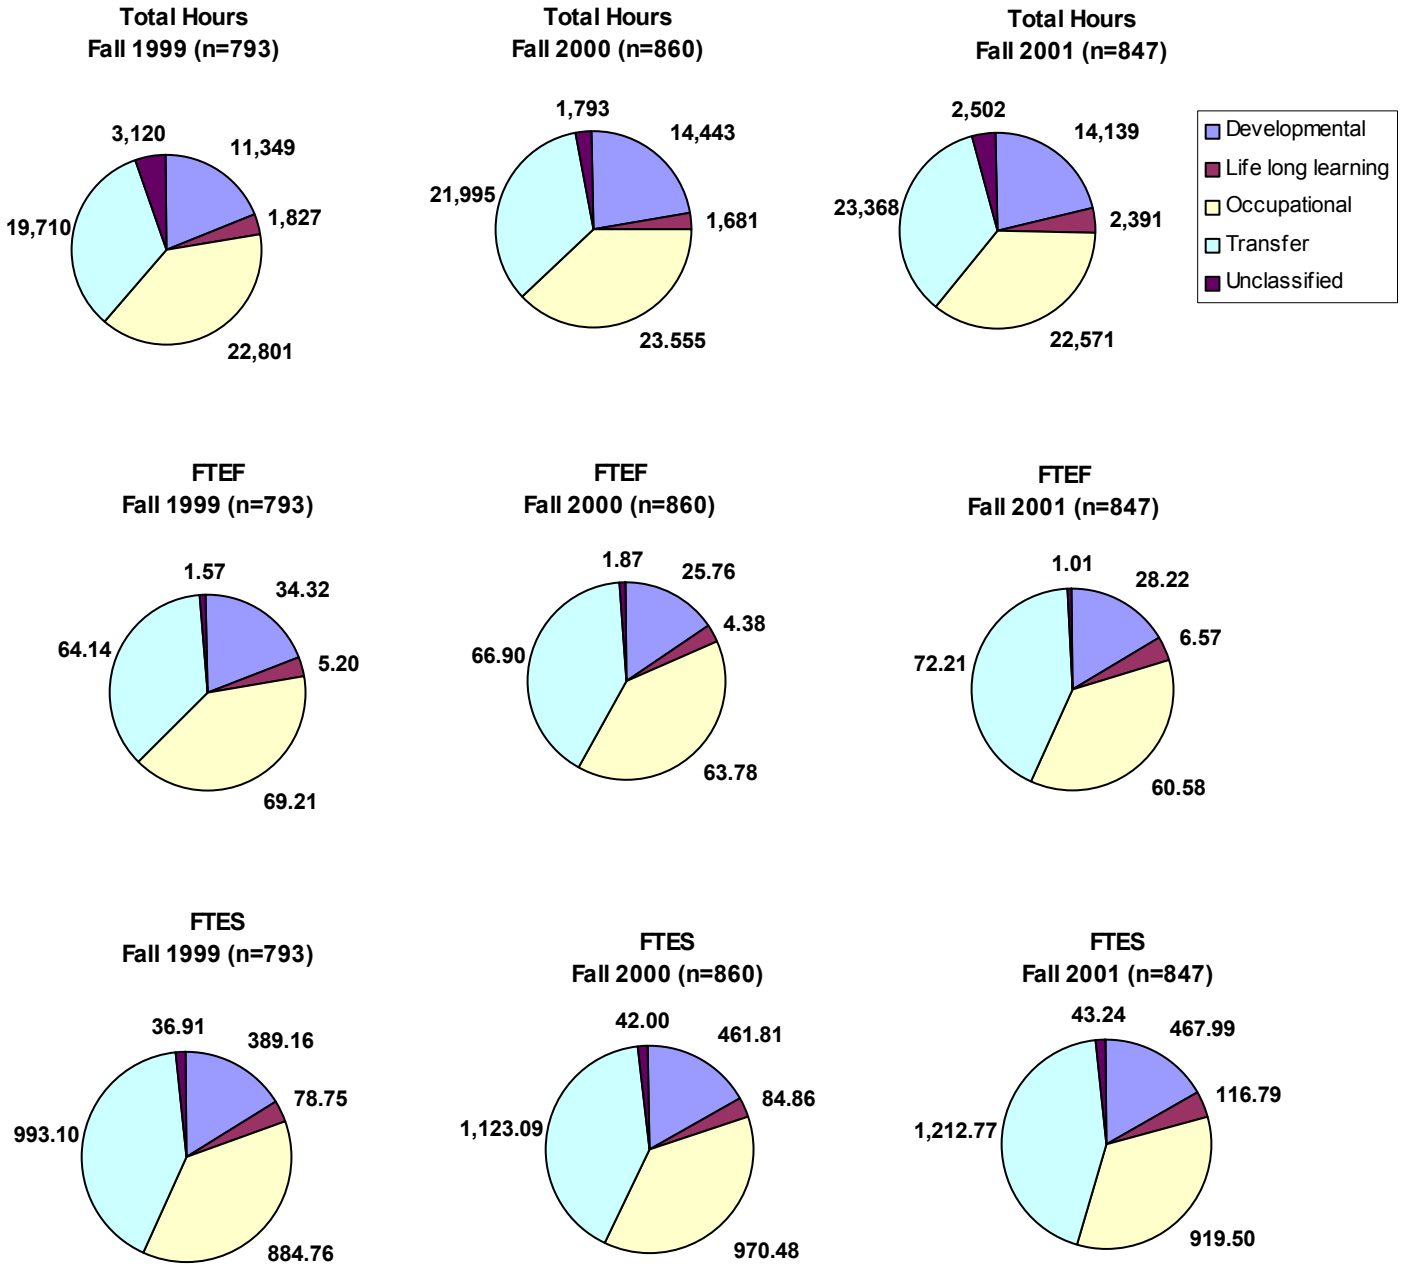 Total Hours
Fall 1999 (n=793)
3,120
11,349
1,827
19,710
22,801
Total Hours
Fall 2000 (n=860)
1,793
14,443
21,995
1,681
23.555
Total Hours
Fall 2001 (n=847)
2,502
14,139
23,368
2,391
22,571
Developmental
Life long learning
Occupational
Transfer
Unclassified
FTEF
Fall 1999 (n=793)
1.57
34.32
64.14
5.20
69.21
FTEF
Fall 2000 (n=860)
1.87
25.76
4.38
66.90
63.78
FTEF
Fall 2001 (n=847)
1.01
28.22
6.57
72.21
60.58
FTES
Fall 1999 (n=793)
36.91
389.16
78.75
993.10
884.76
FTES
Fall 2000 (n=860)
42.00
461.81
84.86
1,123.09
970.48
FTES
Fall 2001 (n=847)
43.24
467.99
116.79
1,212.77
919.50